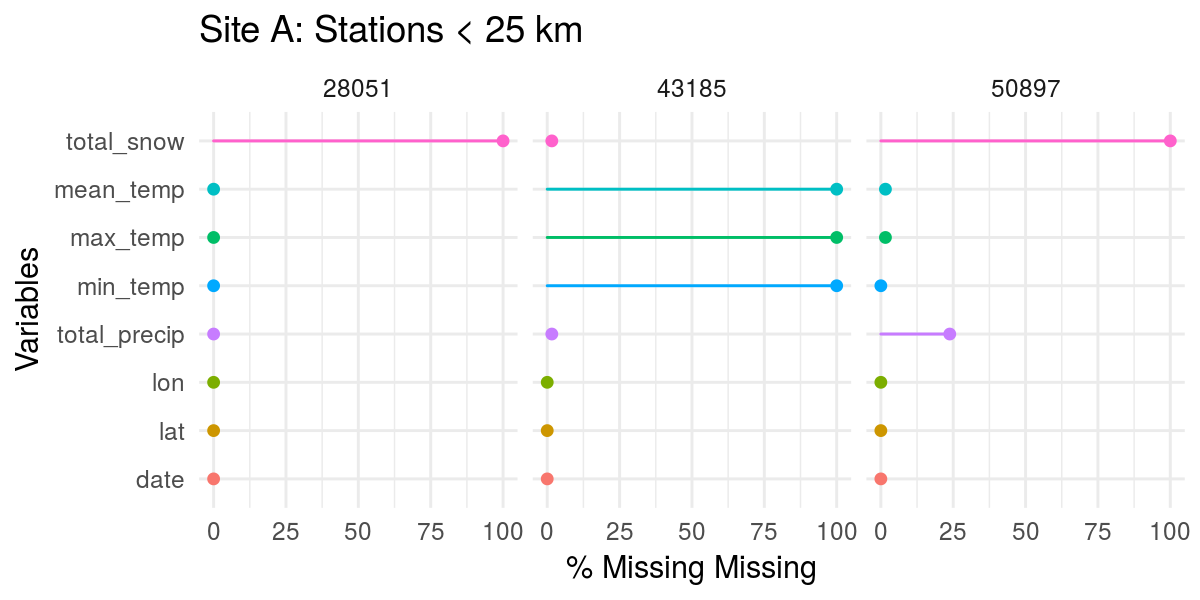 Site A: Stations < 25 km
28051 43185 50897
total_snow
mean_temp
max_temp
min_temp
total_precip
lon
lat
date
Variables
0 25 50 75 100 0 25 50 75 100 0 25 50 75 100
% Missing Missing